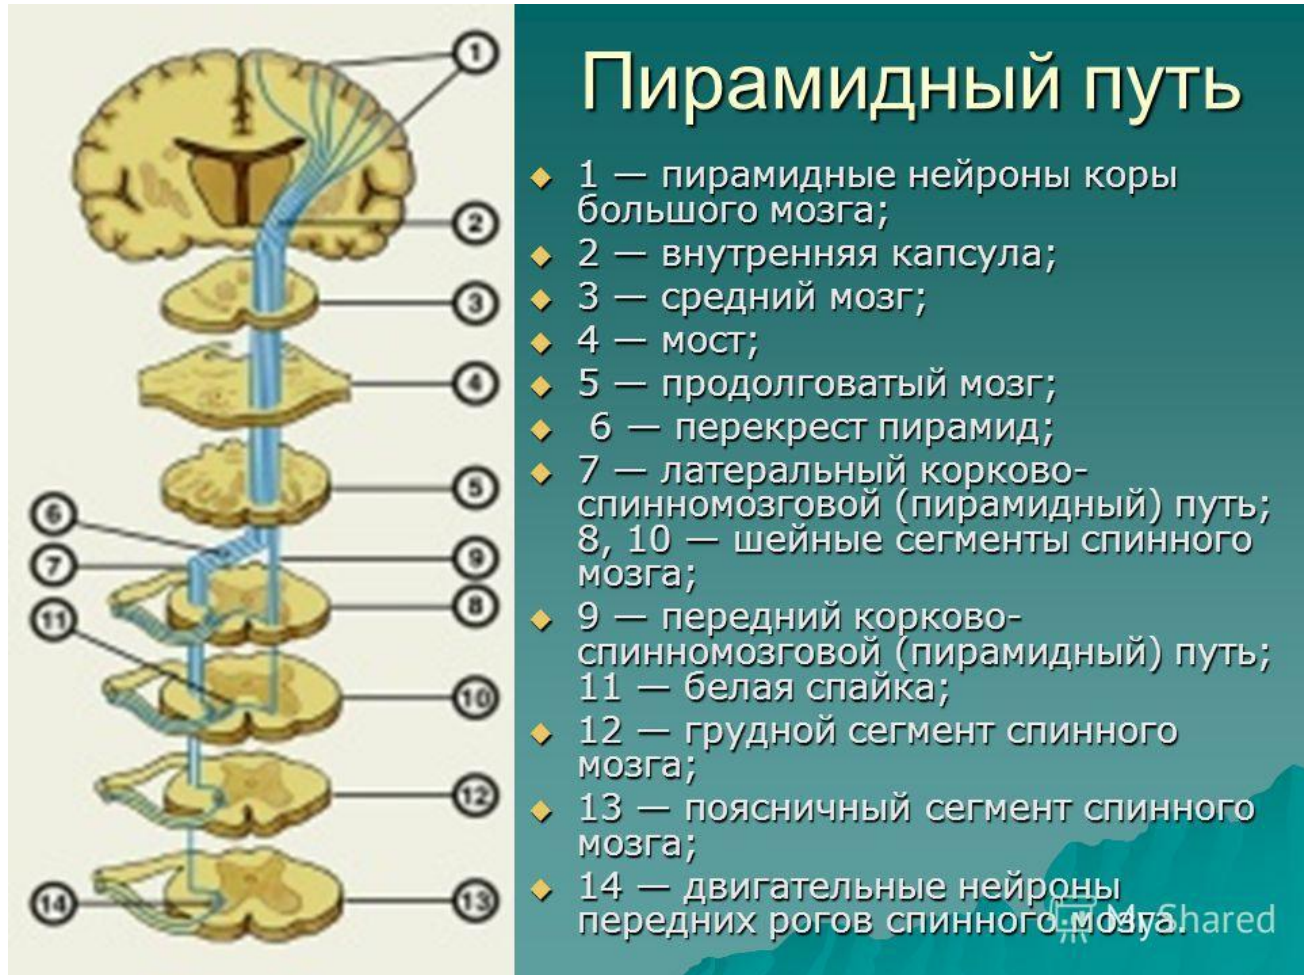 Пирамидный путь
1 — пирамидные нейроны коры
большого мозга;
2 — внутренняя капсула;
3 — средний мозг;
4 — мост;
5 — продолговатый мозг;
6 — перекрест пирамид;
7 — латеральный корково-
спинномозговой (пирамидный) путь;
8, 10 — шейные сегменты спинного
мозга;
9 — передний корково-
спинномозговой (пирамидный) путь;
11 — белая спайка;
12 — грудной сегмент спинного
мозга;
13 — поясничный сегмент спинного
мозга;
14 — двигательные нейроны
передних рогов спинного мозга.
MyShared
1
2
3
4
5
6
7
9
8
11
10
12
14
13